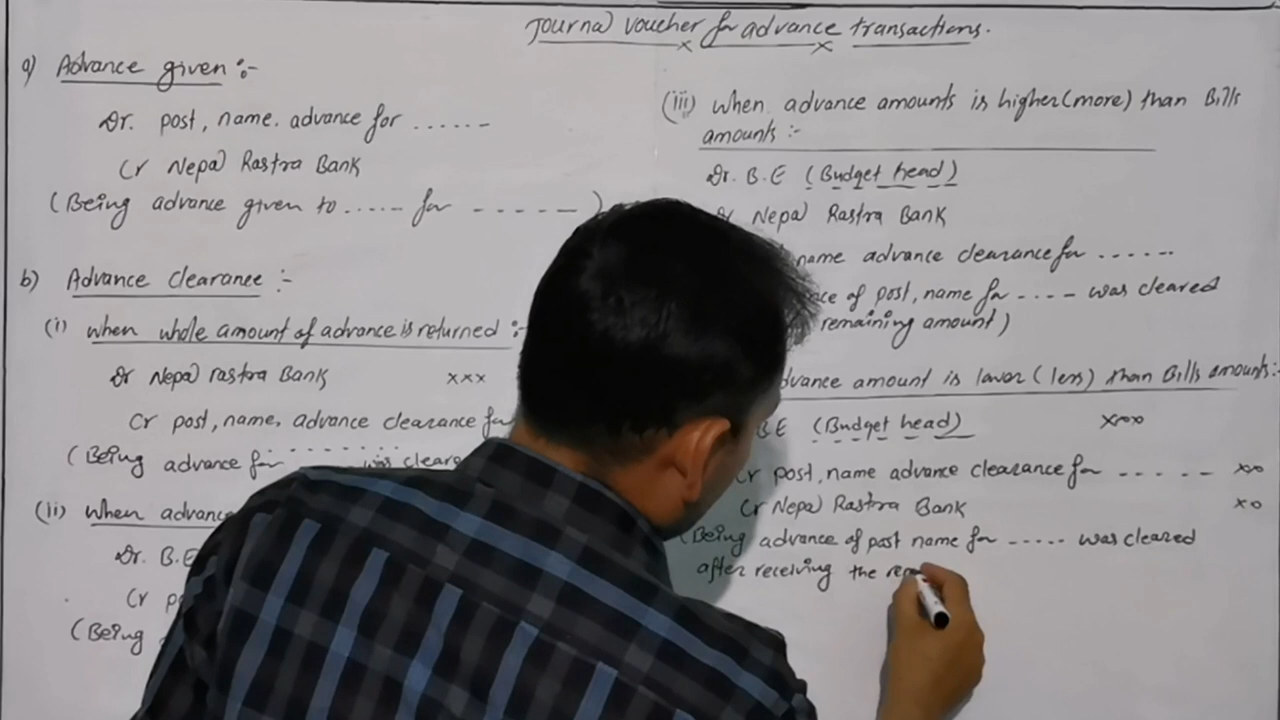 Journal voucher for advance transactions.
a) Advance given :-
Dr. post, name. advance for ......
Cr Nepal Rastra Bank
(Being advance given to ...... for - - - - - )
b) Advance clearance :-
(i) when whole amount of advance is returned :-
Dr Nepal rastra Bank xxx
Cr post, name, advance clearance for
(Being advance for ....... was
(ii) when
Dr. B.E
Cr
(Being
(iii) when advance amounts is higher (more) than Bills
amounts :-
Dr. B.E (Budget head)
Nepal Rastra Bank
name advance clearance for ......
of post, name for - - - - was cleared
remaining amount)
advance amount is lower (less) than Bills amounts :-
BE (Budget head) xxxx
Cr post, name advance clearance for - - - - - xxo
Cr Nepal Rastra Bank xo
(Being advance of post name for ..... was cleared
after receiving the